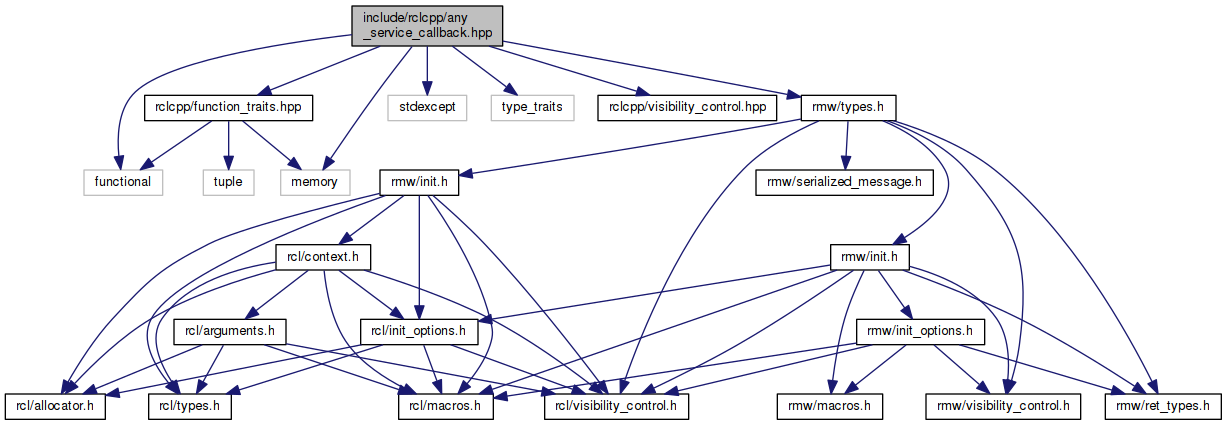 include/rclcpp/any
_service_callback.hpp
rclcpp/function_traits.hpp
stdexcept
type_traits
rclcpp/visibility_control.hpp
rmw/types.h
functional
tuple
memory
rmw/init.h
rmw/serialized_message.h
rcl/context.h
rmw/init.h
rcl/arguments.h
rcl/init_options.h
rmw/init_options.h
rcl/allocator.h
rcl/types.h
rcl/macros.h
rcl/visibility_control.h
rmw/macros.h
rmw/visibility_control.h
rmw/ret_types.h